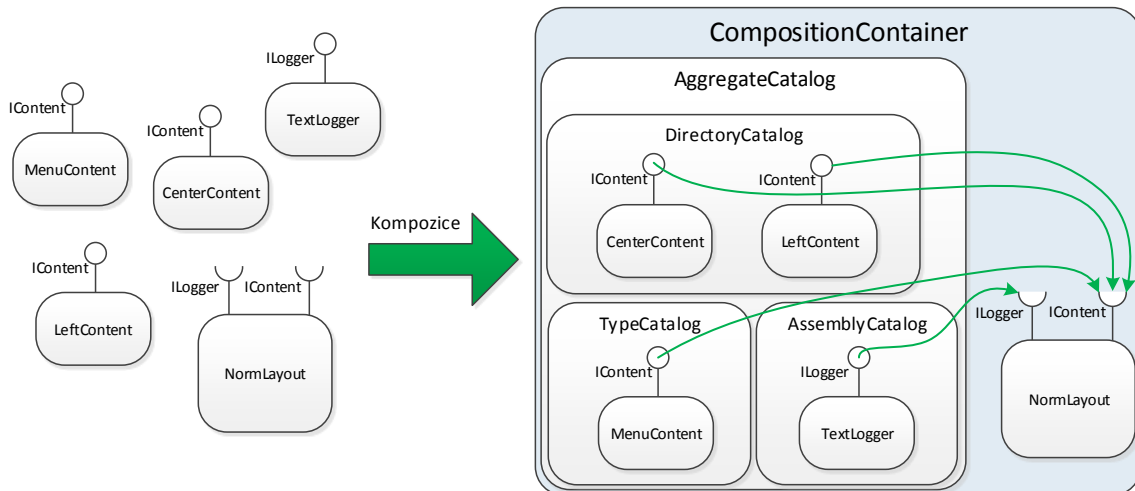 ILogger
TextLogger
IContent
MenuContent
IContent
CenterContent
IContent
LeftContent
ILogger
IContent
NormLayout
Kompozice
CompositionContainer
AggregateCatalog
DirectoryCatalog
IContent
CenterContent
IContent
LeftContent
TypeCatalog
IContent
MenuContent
AssemblyCatalog
ILogger
TextLogger
ILogger
IContent
NormLayout